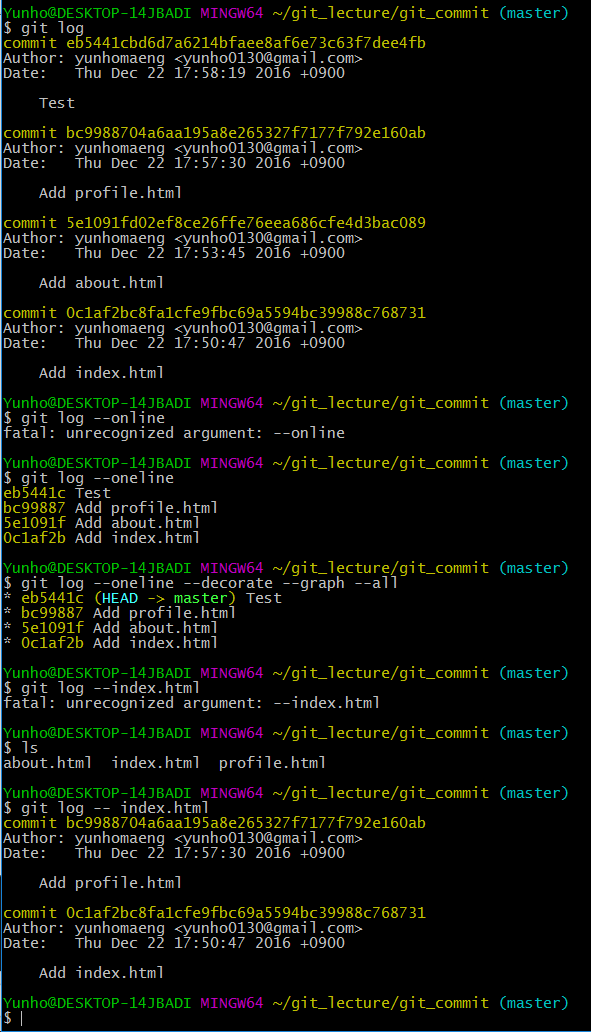 Yunho@DESKTOP-14JBADI MINGW64 ~/git_lecture/git_commit (master)
$ git log
commit eb5441cbd6d7a6214bfaee8af6e73c63f7dee4fb
Author: yunhomaeng <yunho0130@gmail.com>
Date:   Thu Dec 22 17:58:19 2016 +0900

    Test

commit bc9988704a6aa195a8e265327f7177f792e160ab
Author: yunhomaeng <yunho0130@gmail.com>
Date:   Thu Dec 22 17:57:30 2016 +0900

    Add profile.html

commit 5e1091fd02ef8ce26ffe76eea686cfe4d3bac089
Author: yunhomaeng <yunho0130@gmail.com>
Date:   Thu Dec 22 17:53:45 2016 +0900

    Add about.html

commit 0c1af2bc8fa1cfe9fbc69a5594bc39988c768731
Author: yunhomaeng <yunho0130@gmail.com>
Date:   Thu Dec 22 17:50:47 2016 +0900

    Add index.html

Yunho@DESKTOP-14JBADI MINGW64 ~/git_lecture/git_commit (master)
$ git log --online
fatal: unrecognized argument: --online

Yunho@DESKTOP-14JBADI MINGW64 ~/git_lecture/git_commit (master)
$ git log --oneline
eb5441c Test
bc99887 Add profile.html
5e1091f Add about.html
0c1af2b Add index.html

Yunho@DESKTOP-14JBADI MINGW64 ~/git_lecture/git_commit (master)
$ git log --oneline --decorate --graph --all
* eb5441c (HEAD -> master) Test
* bc99887 Add profile.html
* 5e1091f Add about.html
* 0c1af2b Add index.html

Yunho@DESKTOP-14JBADI MINGW64 ~/git_lecture/git_commit (master)
$ git log --index.html
fatal: unrecognized argument: --index.html

Yunho@DESKTOP-14JBADI MINGW64 ~/git_lecture/git_commit (master)
$ ls
about.html  index.html  profile.html

Yunho@DESKTOP-14JBADI MINGW64 ~/git_lecture/git_commit (master)
$ git log -- index.html
commit bc9988704a6aa195a8e265327f7177f792e160ab
Author: yunhomaeng <yunho0130@gmail.com>
Date:   Thu Dec 22 17:57:30 2016 +0900

    Add profile.html

commit 0c1af2bc8fa1cfe9fbc69a5594bc39988c768731
Author: yunhomaeng <yunho0130@gmail.com>
Date:   Thu Dec 22 17:50:47 2016 +0900

    Add index.html

Yunho@DESKTOP-14JBADI MINGW64 ~/git_lecture/git_commit (master)
$